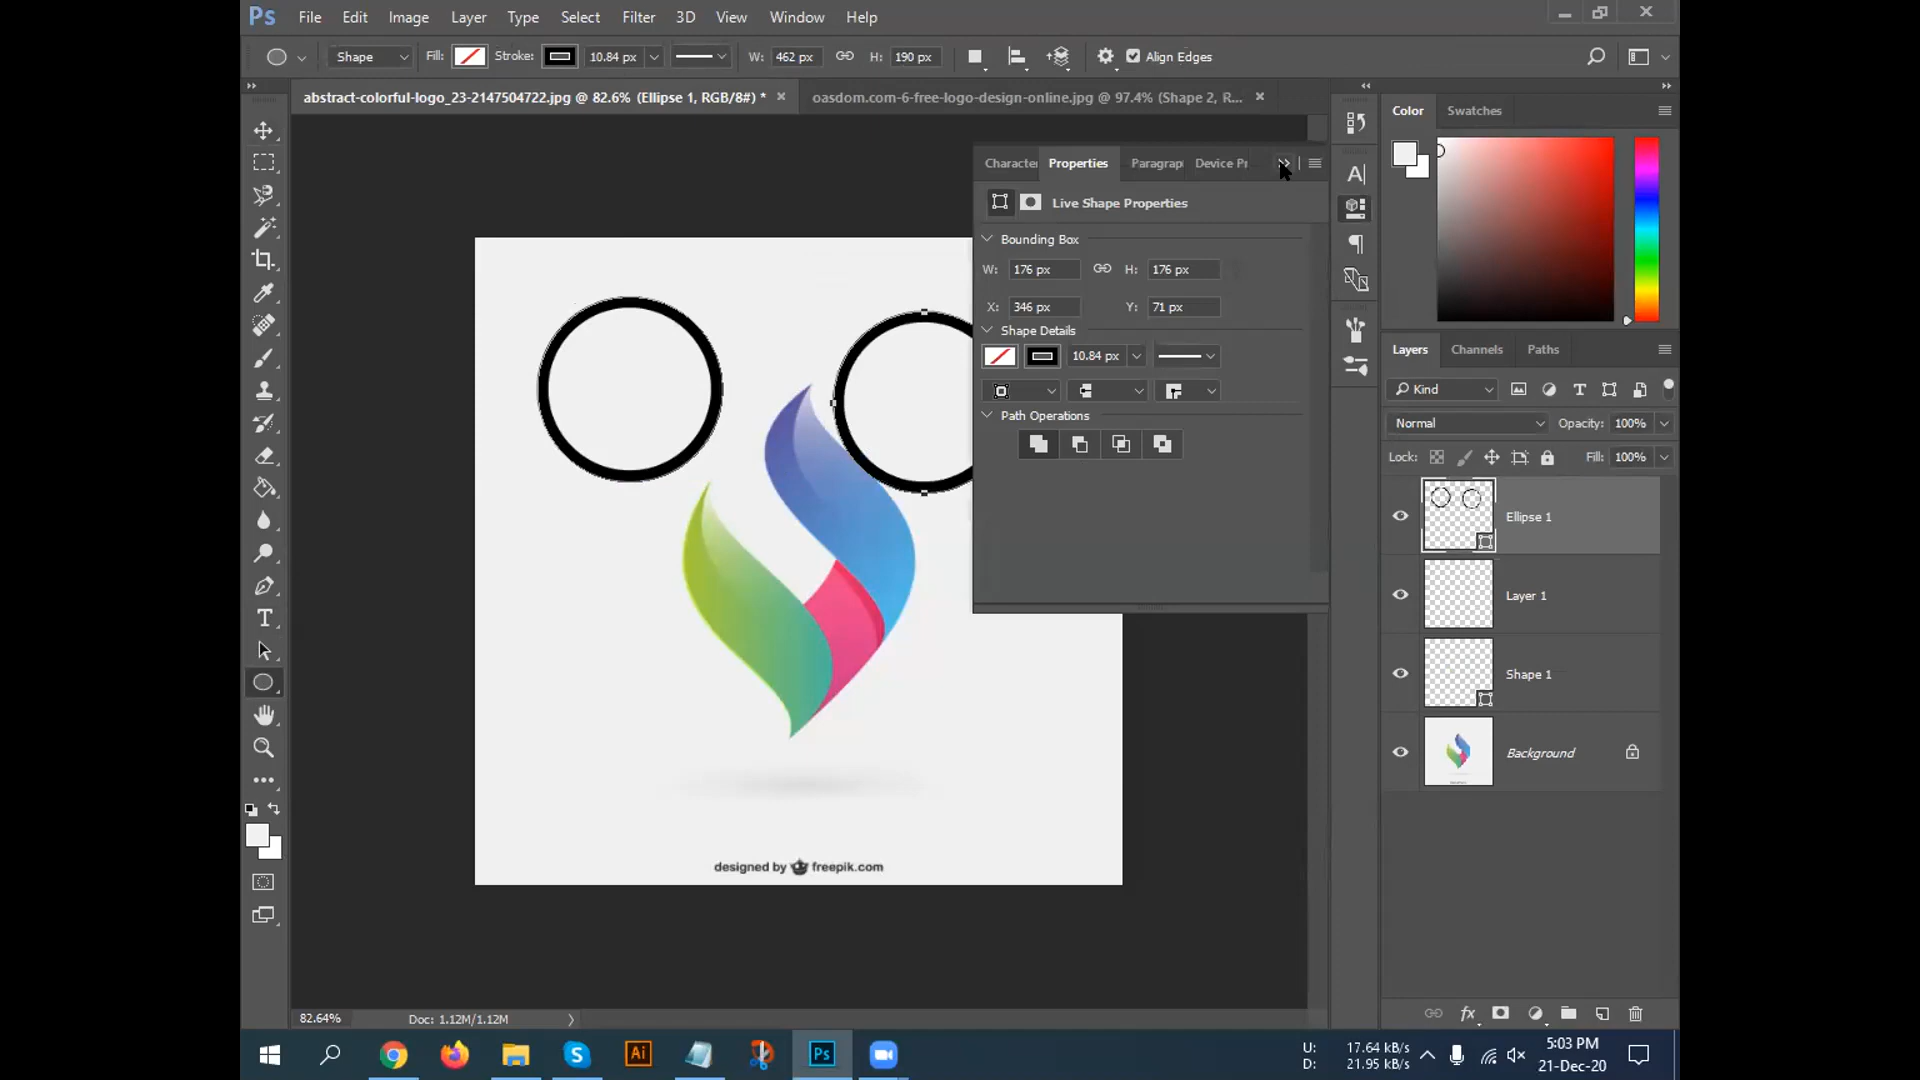 Ps File Edit Image Layer Type Select Filter 3D View Window Help
Shape Fill: Stroke: 10.84 px W: 462 px H: 190 px Align Edges
abstract-colorful-logo_23-2147504722.jpg @ 82.6% (Ellipse 1, RGB/8#) * oasdom.com-6-free-logo-design-online.jpg @ 97.4% (Shape 2, R...
Color Swatches
Character Properties Paragrap Device Pr
Live Shape Properties
Bounding Box
W: 176 px H: 176 px
X: 346 px Y: 71 px
Shape Details
10.84 px
Path Operations
Layers Channels Paths
Kind
Normal Opacity: 100%
Lock: Fill: 100%
Ellipse 1
Layer 1
Shape 1
Background
designed by freepik.com
82.64% Doc: 1.12M/1.12M
fx
Ai Ps
U: 17.64 kB/s
D: 21.95 kB/s
5:03 PM
21-Dec-20